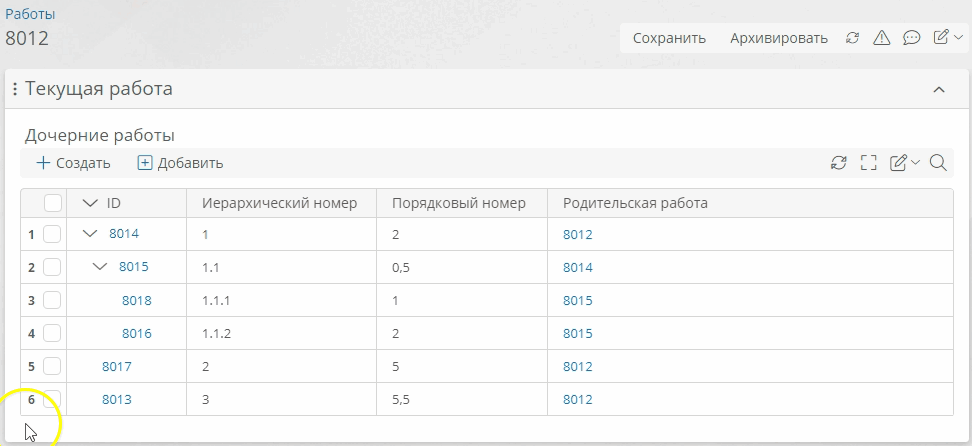 Работы
8012
Сохранить Архивировать
Текущая работа
Дочерние работы
Создать Добавить
ID Иерархический номер Порядковый номер Родительская работа
1 8014 1 2 8012
2 8015 1.1 0,5 8014
3 8018 1.1.1 1 8015
4 8016 1.1.2 2 8015
5 8017 2 5 8012
6 8013 3 5,5 8012